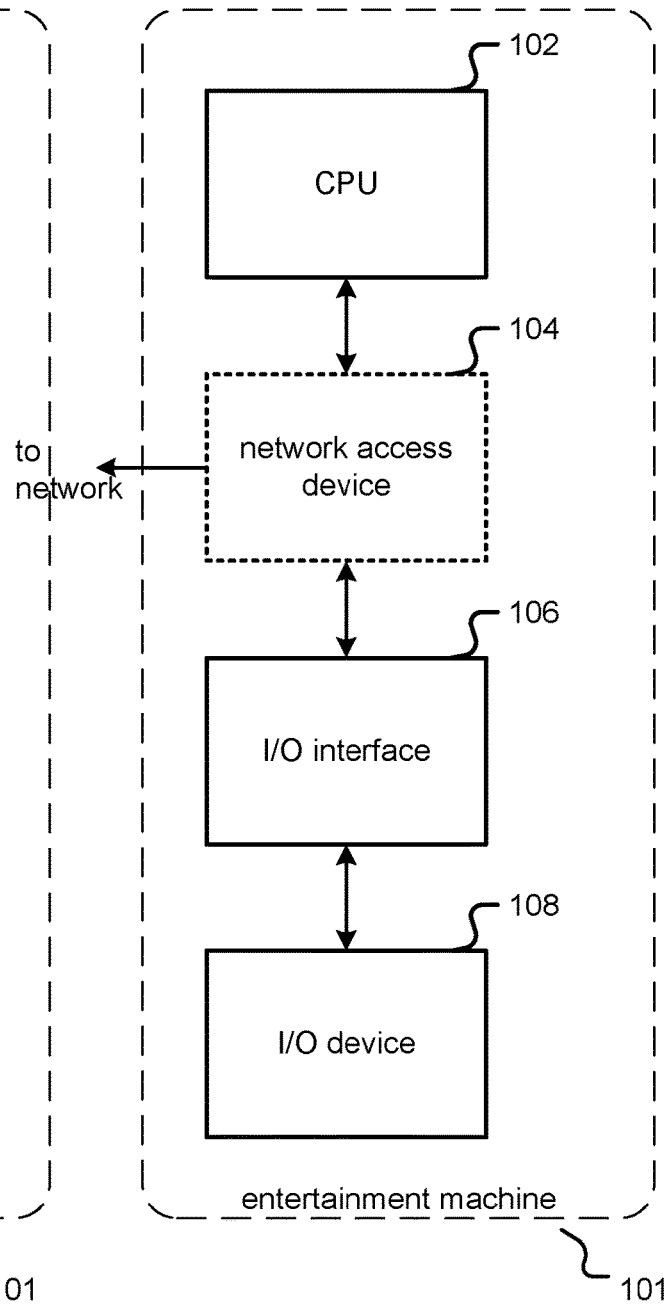 102
CPU
104
network access
device
to
network
106
I/O interface
108
I/O device
entertainment machine
01
101